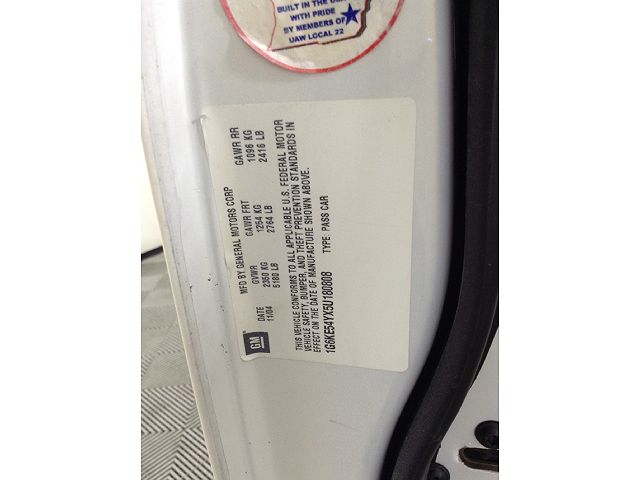 BUILT IN THE
WITH PRIDE
BY MEMBERS OF
UAW LOCAL 22
GM
MFD BY GENERAL MOTORS CORP
DATE GVWR GAWR FRT GAWR RR
11/04 2350 KG 1254 KG 1096 KG
5180 LB 2764 LB 2416 LB
THIS VEHICLE CONFORMS TO ALL APPLICABLE U.S. FEDERAL MOTOR
VEHICLE SAFETY, BUMPER, AND THEFT PREVENTION STANDARDS IN
EFFECT ON THE DATE OF MANUFACTURE SHOWN ABOVE.
1G6KE54YX5U180808 TYPE: PASS CAR